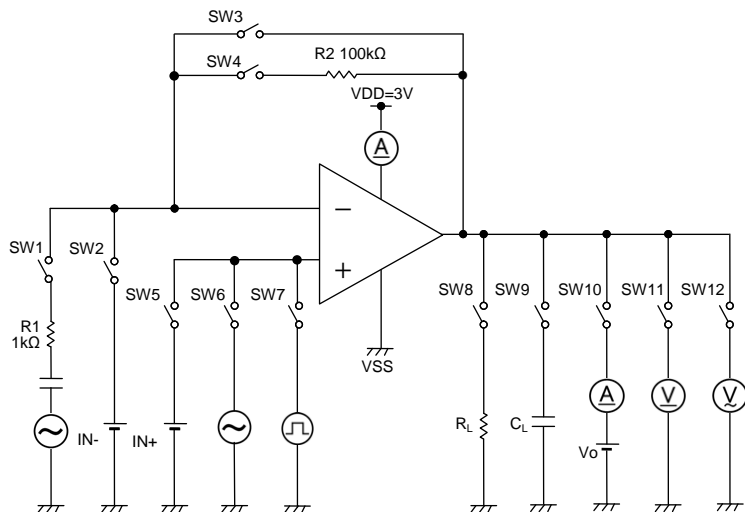 SW3
SW4
R2 100kΩ
VDD=3V
A
SW1
SW2
SW5
SW6
SW7
SW8
SW9
SW10
SW11
SW12
R1
1kΩ
VSS
A
V
V
RL
CL
Vo
IN-
IN+